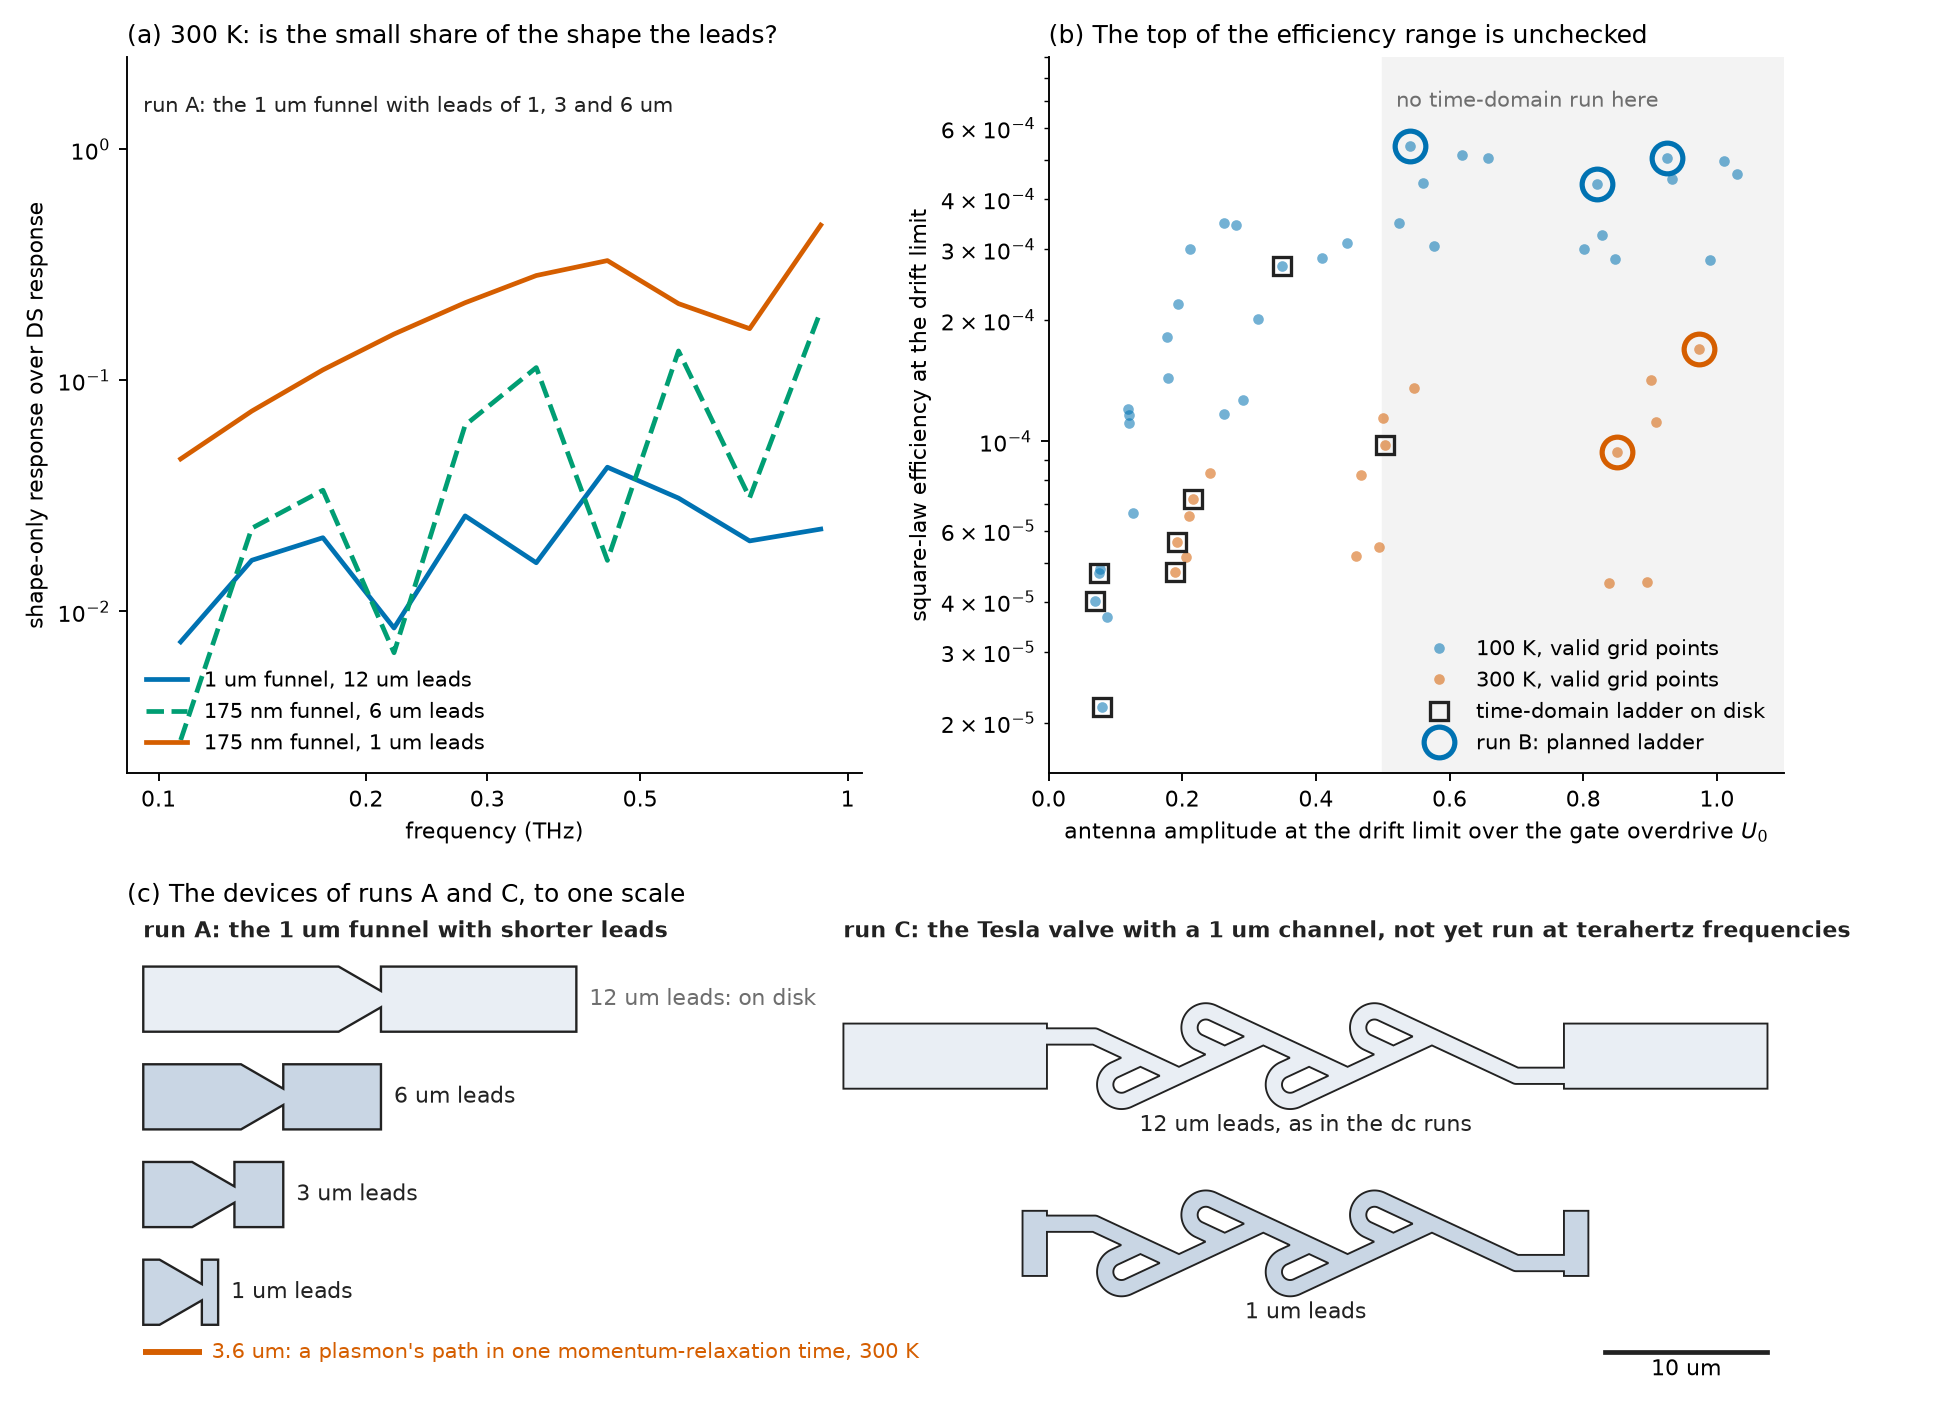 (a) 300 K: is the small share of the shape the leads?
run A: the 1 um funnel with leads of 1, 3 and 6 um
shape-only response over DS response
10⁰
10⁻¹
10⁻²
1 um funnel, 12 um leads
175 nm funnel, 6 um leads
175 nm funnel, 1 um leads
0.1 0.2 0.3 0.5 1
frequency (THz)
(b) The top of the efficiency range is unchecked
no time-domain run here
square-law efficiency at the drift limit
6 × 10⁻⁴
4 × 10⁻⁴
3 × 10⁻⁴
2 × 10⁻⁴
10⁻⁴
6 × 10⁻⁵
4 × 10⁻⁵
3 × 10⁻⁵
2 × 10⁻⁵
100 K, valid grid points
300 K, valid grid points
time-domain ladder on disk
run B: planned ladder
0.0 0.2 0.4 0.6 0.8 1.0
antenna amplitude at the drift limit over the gate overdrive U₀
(c) The devices of runs A and C, to one scale
run A: the 1 um funnel with shorter leads
12 um leads: on disk
6 um leads
3 um leads
1 um leads
3.6 um: a plasmon's path in one momentum-relaxation time, 300 K
run C: the Tesla valve with a 1 um channel, not yet run at terahertz frequencies
12 um leads, as in the dc runs
1 um leads
10 um